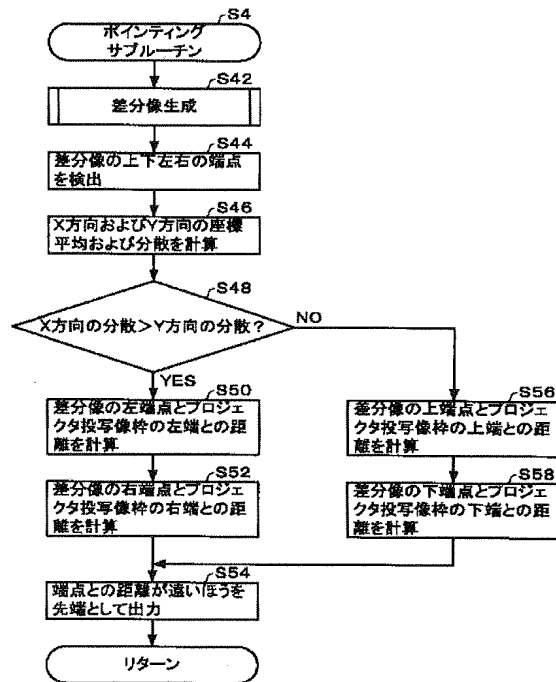 S4
ポインティング
サブルーチン
S42
差分像生成
S44
差分像の上下左右の端点
を検出
S46
X方向およびY方向の座標
平均および分散を計算
S48
X方向の分散>Y方向の分散?
NO
YES
S50
差分像の左端点とプロジェ
クタ投写像枠の左端との距
離を計算
S52
差分像の右端点とプロジェ
クタ投写像枠の右端との距
離を計算
S56
差分像の上端点とプロジェ
クタ投写像枠の上端との距
離を計算
S58
差分像の下端点とプロジェ
クタ投写像枠の下端との距
離を計算
S54
端点との距離が遠いほうを
先端として出力
リターン